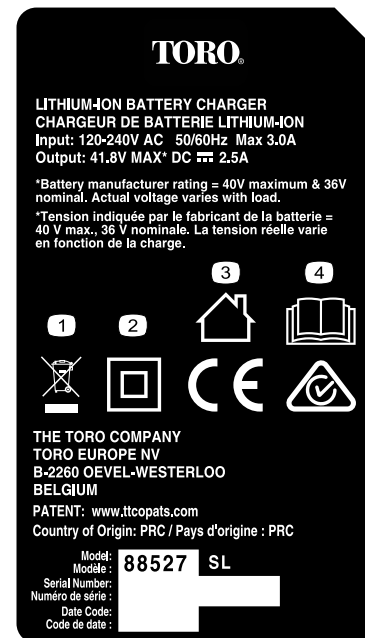 TORO®
LITHIUM-ION BATTERY CHARGER
CHARGEUR DE BATTERIE LITHIUM-ION
Input: 120-240V AC 50/60Hz Max 3.0A
Output: 41.8V MAX* DC ⎓ 2.5A
*Battery manufacturer rating = 40V maximum & 36V
nominal. Actual voltage varies with load.
*Tension indiquée par le fabricant de la batterie =
40 V max., 36 V nominale. La tension réelle varie
en fonction de la charge.
1 2 3 4
CE
THE TORO COMPANY
TORO EUROPE NV
B-2260 OEVEL-WESTERLOO
BELGIUM
PATENT: www.ttcopats.com
Country of Origin: PRC / Pays d'origine : PRC
Model: 88527 SL
Modèle :
Serial Number:
Numéro de série :
Date Code:
Code de date :